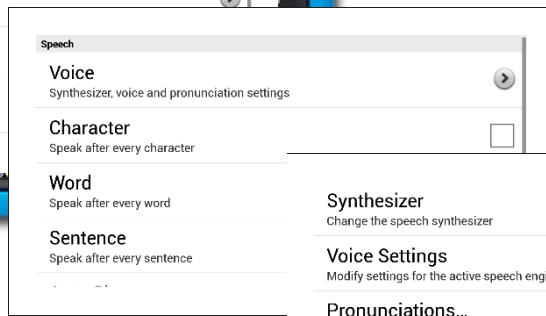 Speech
Voice
Synthesizer, voice and pronunciation settings
Character
Speak after every character
Word
Speak after every word
Sentence
Speak after every sentence
Synthesizer
Change the speech synthesizer
Voice Settings
Modify settings for the active speech engi
Pronunciations...